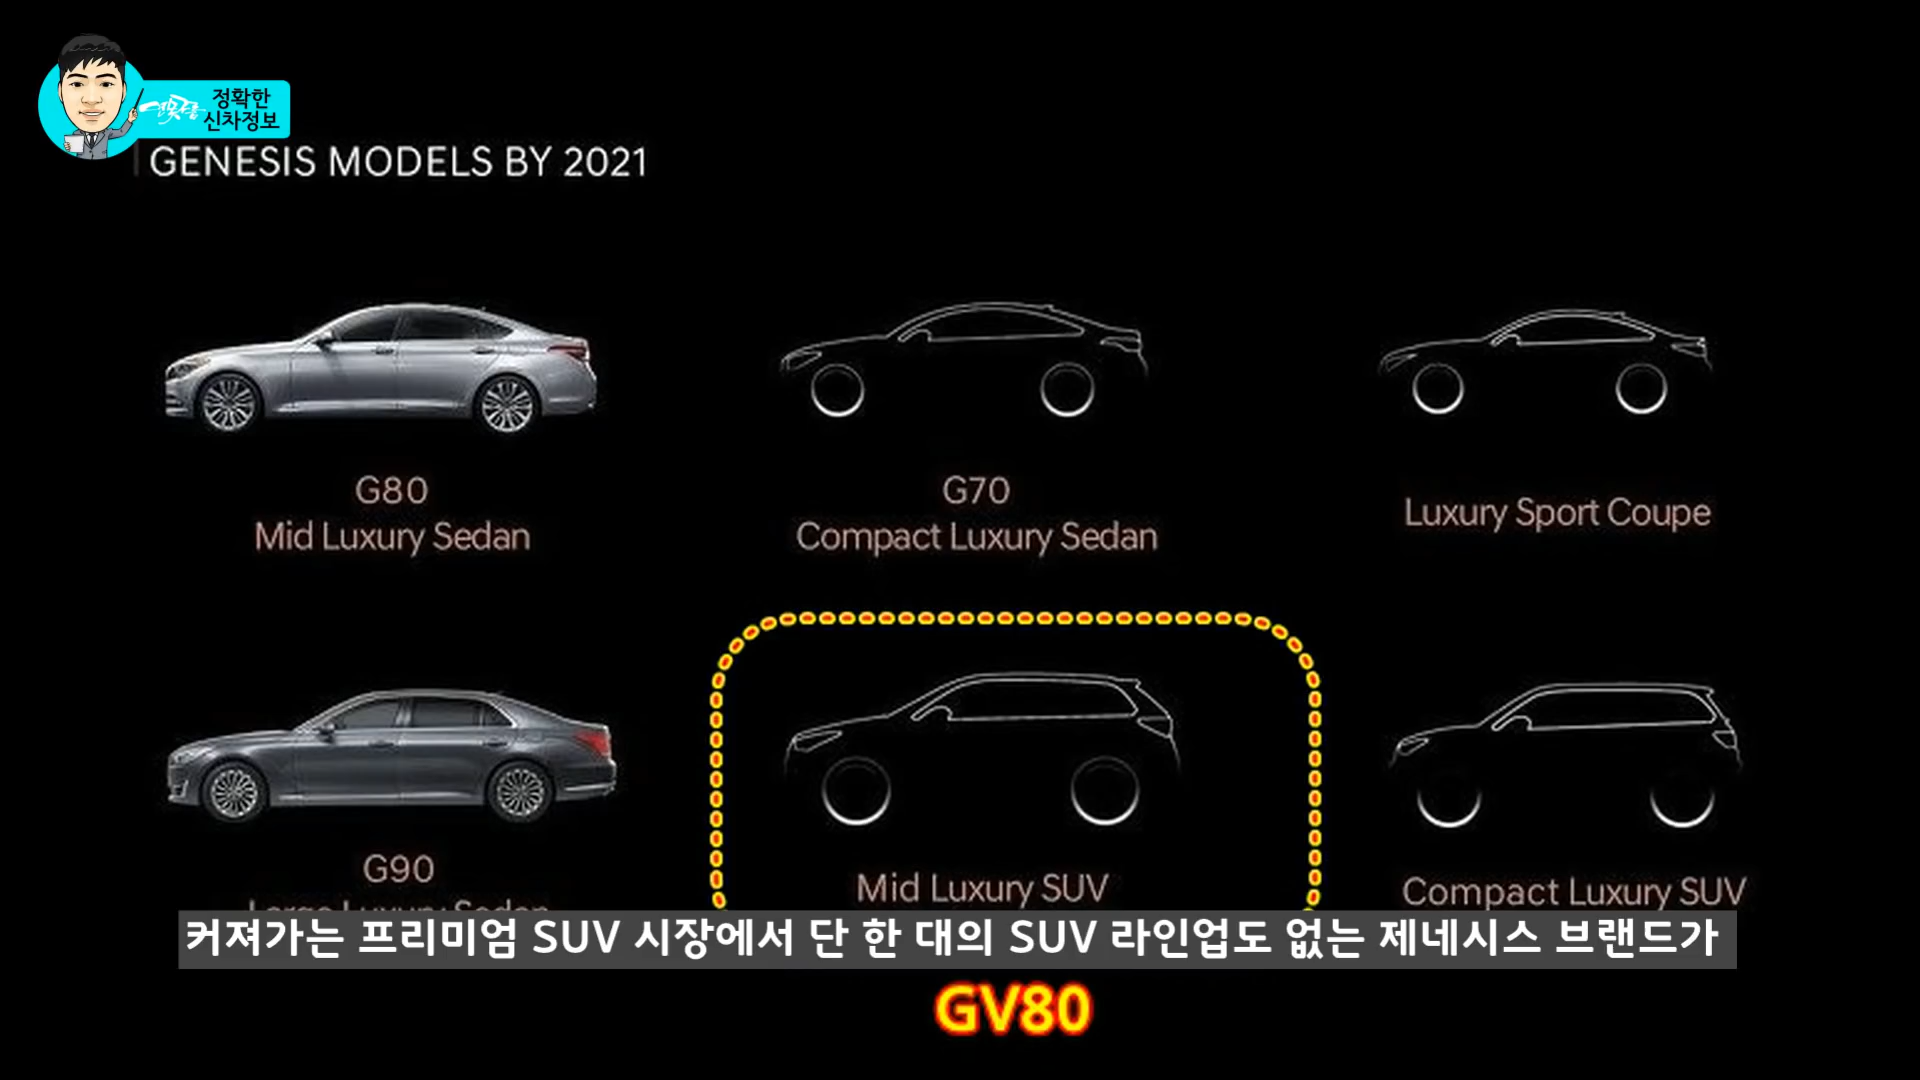 정확한
신차정보
GENESIS MODELS BY 2021
G80
Mid Luxury Sedan
G70
Compact Luxury Sedan
Luxury Sport Coupe
G90
Large Luxury Sedan
Mid Luxury SUV
Compact Luxury SUV
커져가는 프리미엄 SUV 시장에서 단 한 대의 SUV 라인업도 없는 제네시스 브랜드가
GV80